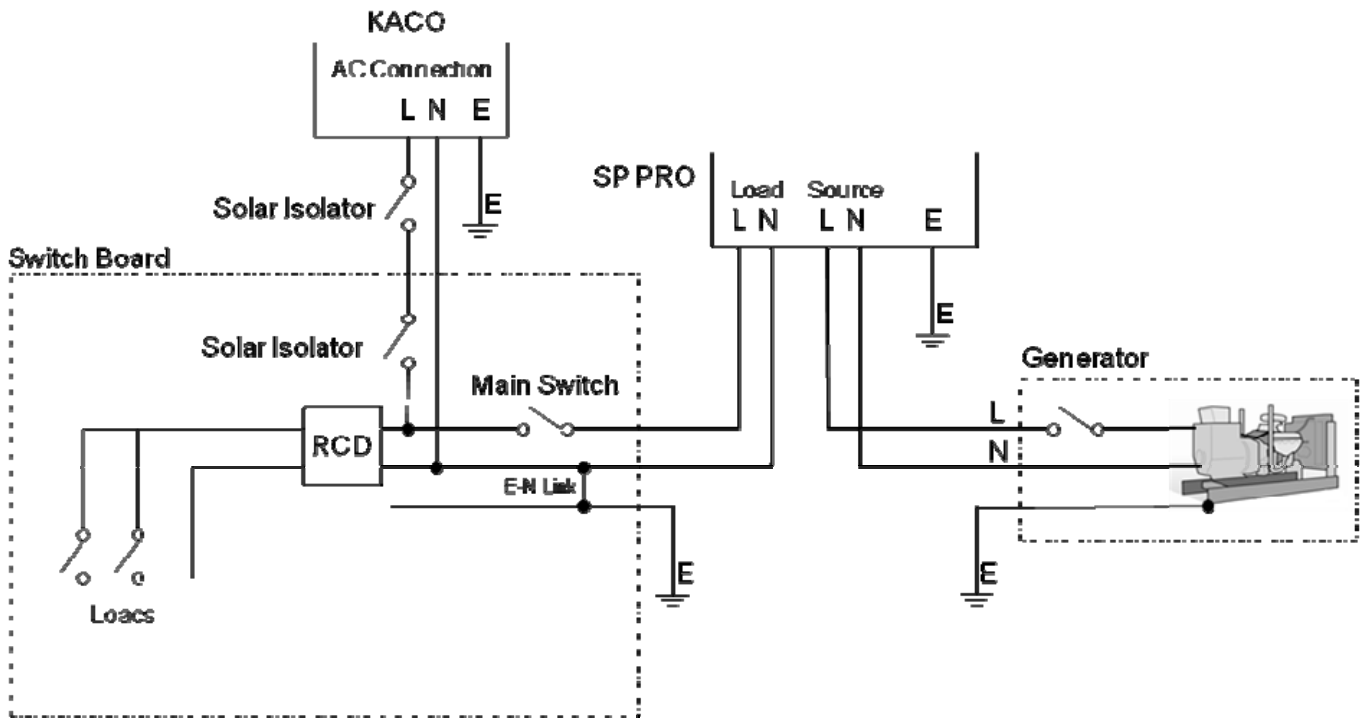 KACO
AC Connection
L N E
Solar Isolator
E
SP PRO
Load Source
L N L N E
Switch Board
E
Solar Isolator
Generator
Main Switch
L
RCD
N
E-N Link
E
E
Loacs